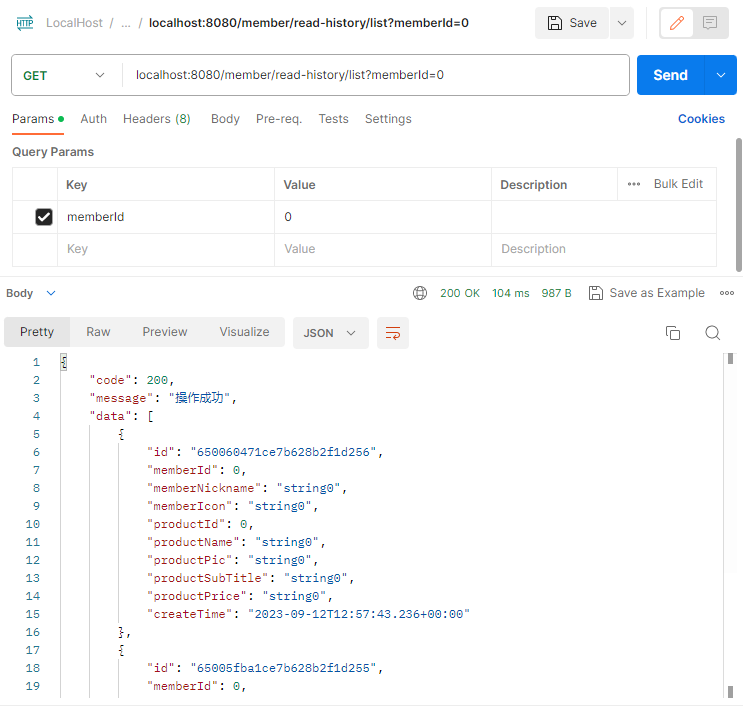 HTTP LocalHost / ... / localhost:8080/member/read-history/list?memberId=0 Save
GET localhost:8080/member/read-history/list?memberId=0 Send
Params Auth Headers (8) Body Pre-req. Tests Settings Cookies
Query Params
Key Value Description ••• Bulk Edit
memberId 0
Key Value Description
Body 200 OK 104 ms 987 B Save as Example
Pretty Raw Preview Visualize JSON
1 {
2 "code": 200,
3 "message": "操作成功",
4 "data": [
5 {
6 "id": "650060471ce7b628b2f1d256",
7 "memberId": 0,
8 "memberNickname": "string0",
9 "memberIcon": "string0",
10 "productId": 0,
11 "productName": "string0",
12 "productPic": "string0",
13 "productSubTitle": "string0",
14 "productPrice": "string0",
15 "createTime": "2023-09-12T12:57:43.236+00:00"
16 },
17 {
18 "id": "65005fba1ce7b628b2f1d255",
19 "memberId": 0,